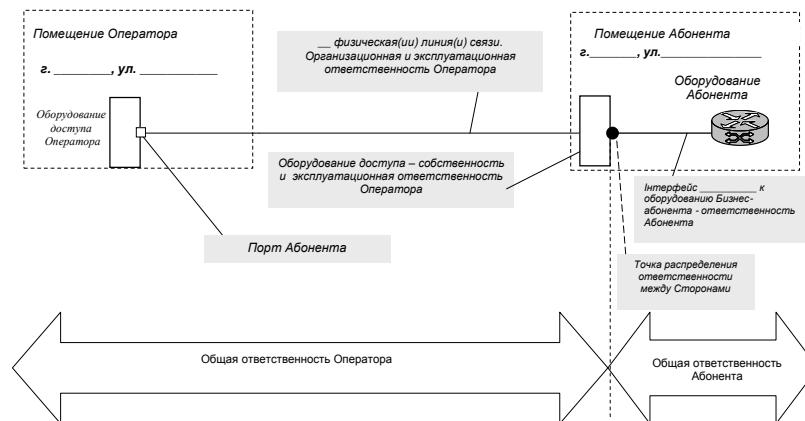 Помещение Оператора
г. ________, ул. ___________
Оборудование
доступа
Оператора
__ физическая(ии) линия(и) связи.
Организационная и эксплуатационная
ответственность Оператора
Помещение Абонента
г._______, ул._______________
Оборудование
Абонента
Оборудование доступа – собственность
и эксплуатационная ответственность
Оператора
Інтерфейс __________ к
оборудованию Бизнес-
абонента - ответственность
Абонента
Порт Абонента
Точка распределения
ответственности
между Сторонами
Общая ответственность Оператора
Общая ответственность
Абонента